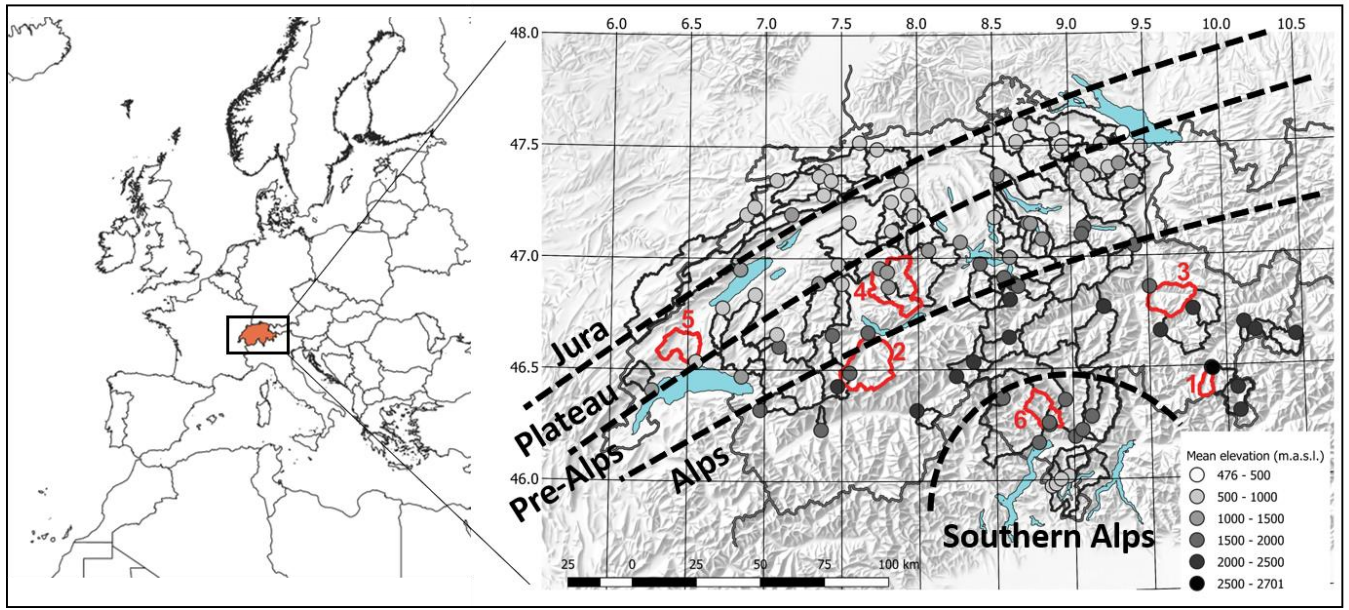 6.0 6.5 7.0 7.5 8.0 8.5 9.0 9.5 10.0 10.5
48.0
47.5
47.0
46.5
46.0
3
4
5
2
1
6
Jura
Plateau
Pre-Alps
Alps
Southern Alps
Mean elevation (m.a.s.l.)
476 - 500
500 - 1000
1000 - 1500
1500 - 2000
2000 - 2500
2500 - 2701
25 0 25 50 75 100 km